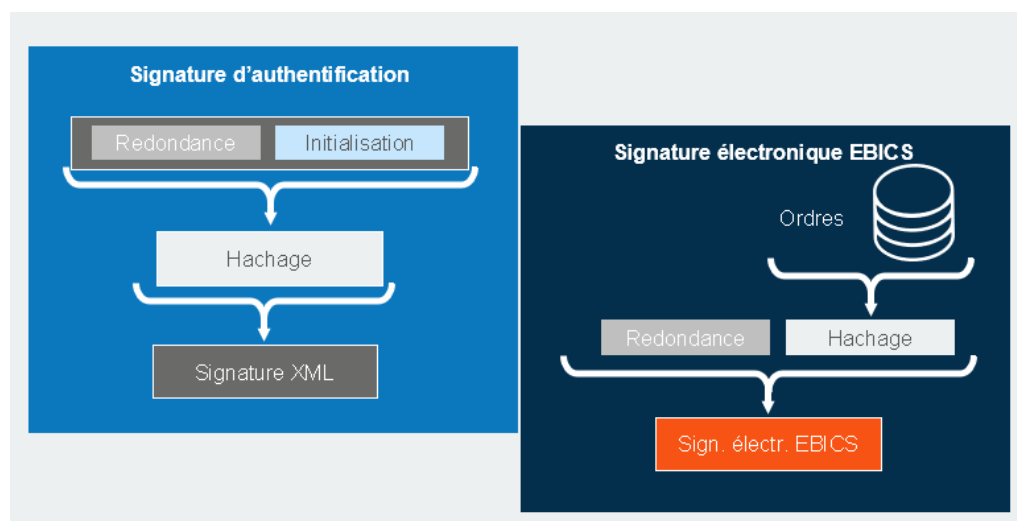 Signature d'authentification
Redondance
Initialisation
Hachage
Signature XML
Signature électronique EBICS
Ordres
Redondance
Hachage
Sign. électr. EBICS